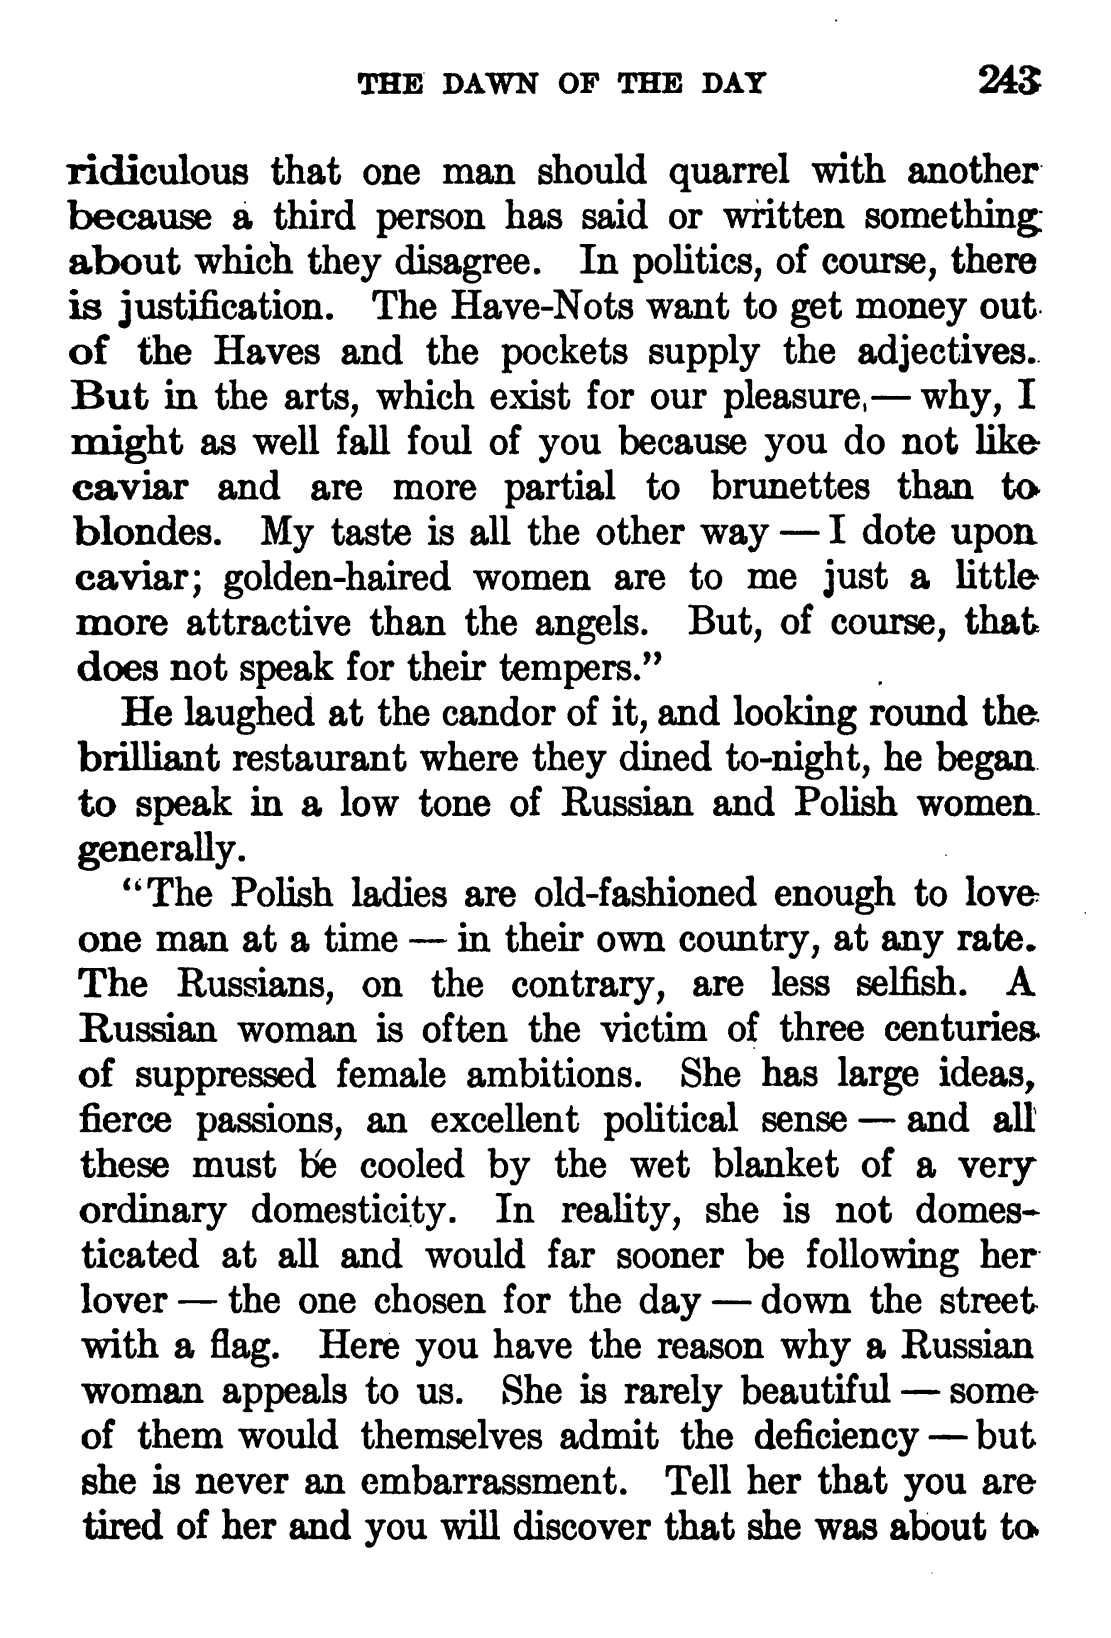 THE DAWN OF THE DAY 243
ridiculous that one man should quarrel with another
because a third person has said or written something
about which they disagree. In politics, of course, there
is justification. The Have-Nots want to get money out
of the Haves and the pockets supply the adjectives.
But in the arts, which exist for our pleasure,— why, I
might as well fall foul of you because you do not like
caviar and are more partial to brunettes than to
blondes. My taste is all the other way — I dote upon
caviar; golden-haired women are to me just a little
more attractive than the angels. But, of course, that
does not speak for their tempers."
He laughed at the candor of it, and looking round the
brilliant restaurant where they dined to-night, he began
to speak in a low tone of Russian and Polish women
generally.
"The Polish ladies are old-fashioned enough to love
one man at a time — in their own country, at any rate.
The Russians, on the contrary, are less selfish. A
Russian woman is often the victim of three centuries
of suppressed female ambitions. She has large ideas,
fierce passions, an excellent political sense — and all
these must be cooled by the wet blanket of a very
ordinary domesticity. In reality, she is not domes-
ticated at all and would far sooner be following her
lover — the one chosen for the day — down the street
with a flag. Here you have the reason why a Russian
woman appeals to us. She is rarely beautiful — some
of them would themselves admit the deficiency — but
she is never an embarrassment. Tell her that you are
tired of her and you will discover that she was about to